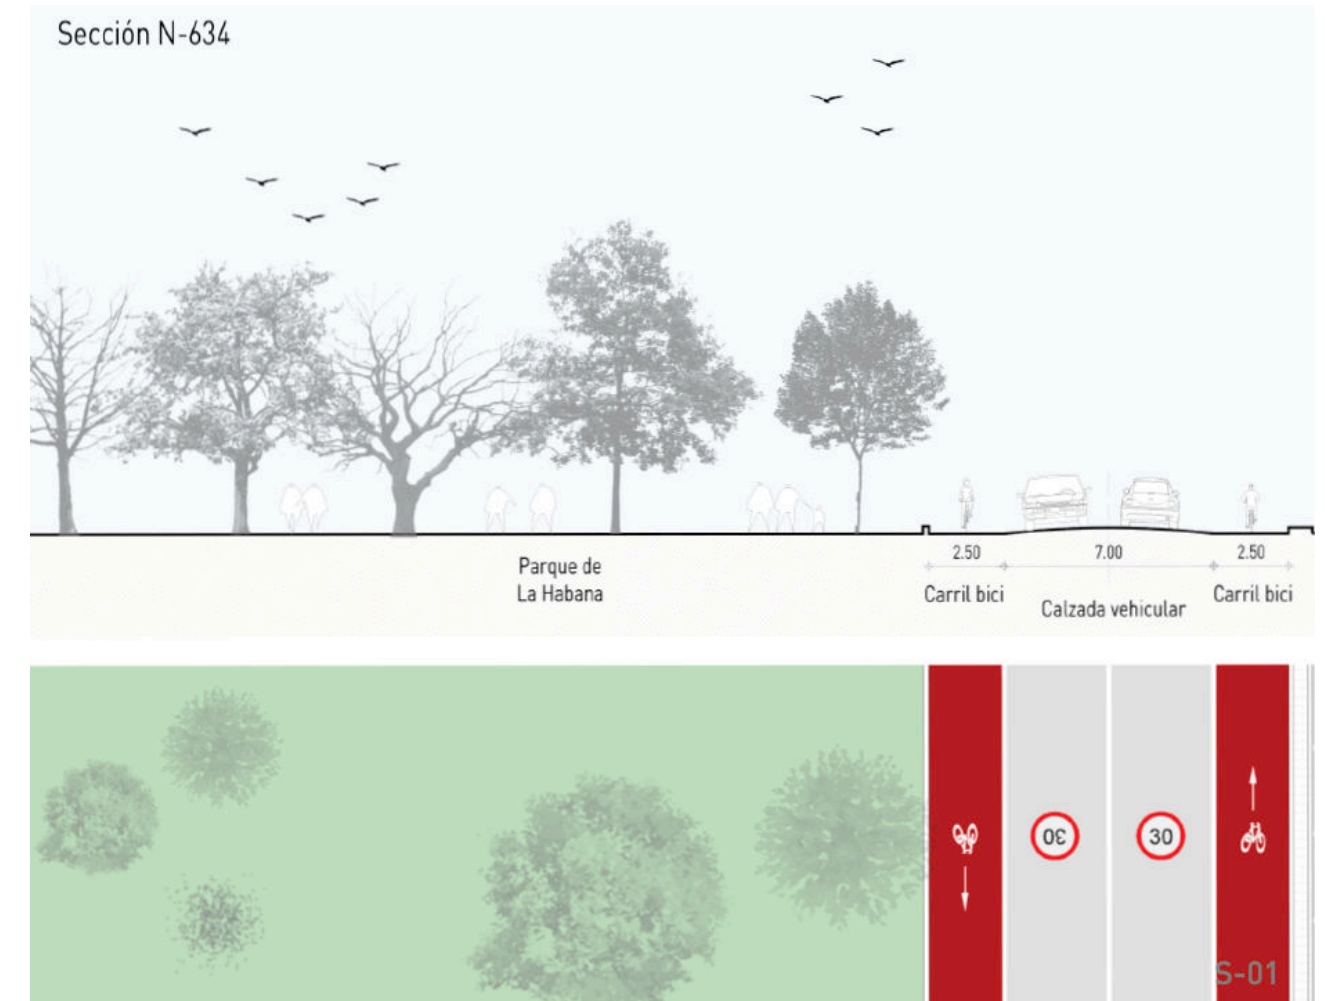 Sección N-634
2.50
7.00
2.50
Parque de
La Habana
Carril bici
Calzada vehicular
Carril bici
30
30
S-01